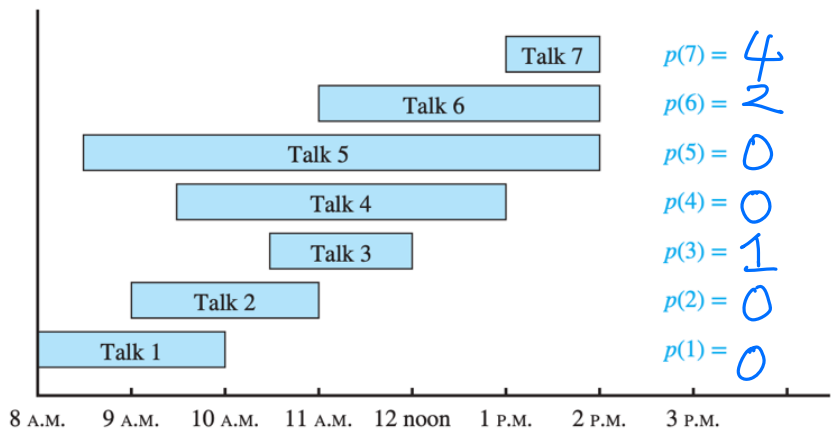 Talk 7 p(7) = 4
Talk 6 p(6) = 2
Talk 5 p(5) = 0
Talk 4 p(4) = 0
Talk 3 p(3) = 1
Talk 2 p(2) = 0
Talk 1 p(1) = 0
8 A.M. 9 A.M. 10 A.M. 11 A.M. 12 noon 1 P.M. 2 P.M. 3 P.M.